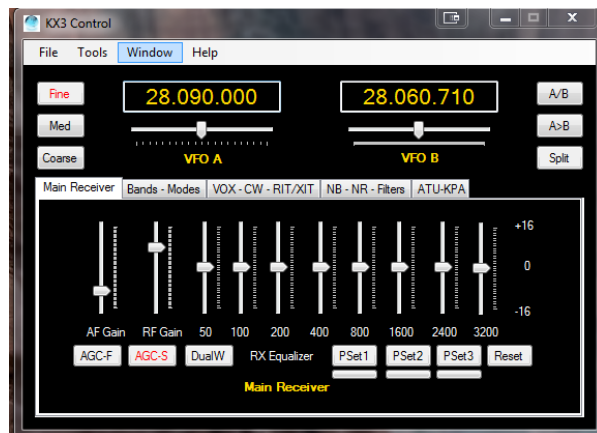 KX3 Control
File Tools Window Help
Fine 28.090.000 28.060.710 A/B
Med A>B
Coarse VFO A VFO B Split
Main Receiver Bands - Modes VOX - CW - RIT/XIT NB - NR - Filters ATU-KPA
+16
0
-16
AF Gain RF Gain 50 100 200 400 800 1600 2400 3200
AGC-F AGC-S DualW RX Equalizer PSet1 PSet2 PSet3 Reset
Main Receiver